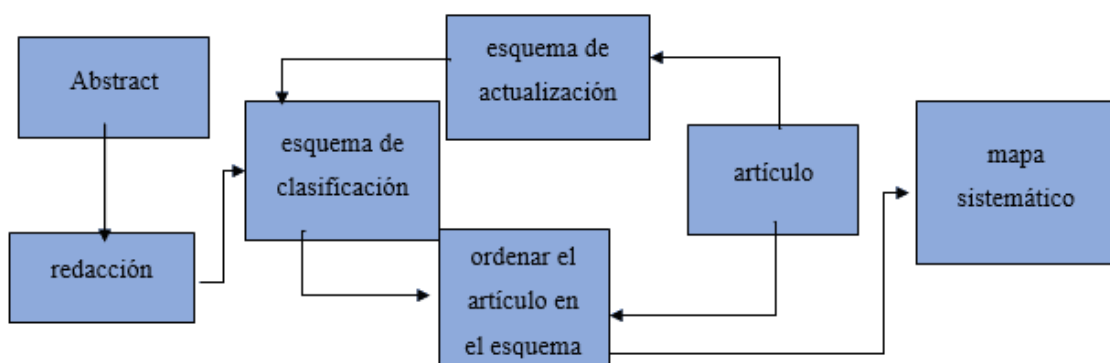 Abstract
redacción
esquema de
clasificación
esquema de
actualización
ordenar el
artículo en
el esquema
artículo
mapa
sistemático